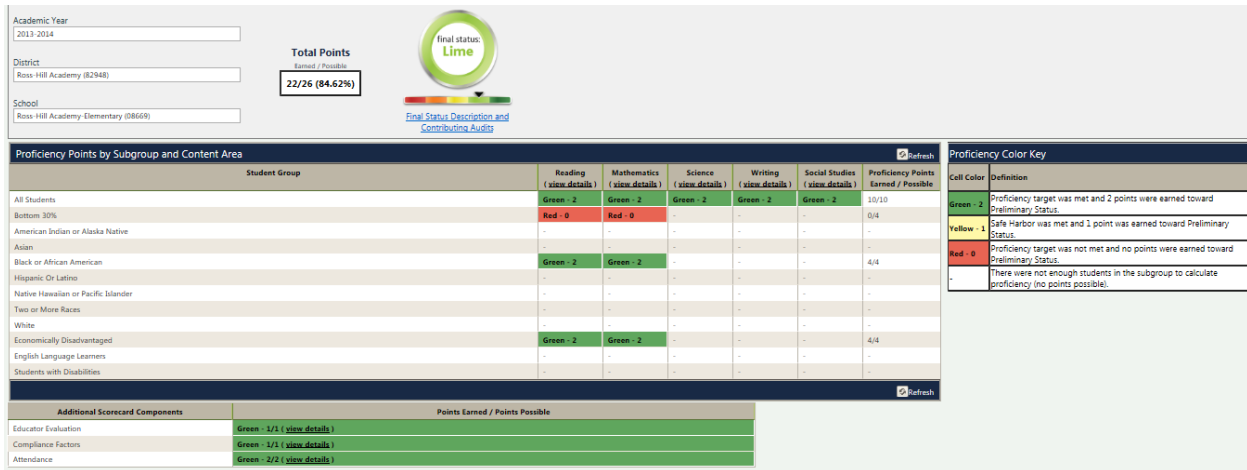 Academic Year
2013-2014
District
Ross-Hill Academy (82948)
School
Ross-Hill Academy-Elementary (08669)
Total Points
Earned / Possible
22/26 (84.62%)
final status:
Lime
Final Status Description and
Contributing Audits
Proficiency Points by Subgroup and Content Area Refresh
Student Group Reading (view details) Mathematics (view details) Science (view details) Writing (view details) Social Studies (view details) Proficiency Points Earned / Possible
All Students Green - 2 Green - 2 Green - 2 Green - 2 Green - 2 10/10
Bottom 30% Red - 0 Red - 0 - - - 0/4
American Indian or Alaska Native - - - - - -
Asian - - - - - -
Black or African American Green - 2 Green - 2 - - - 4/4
Hispanic Or Latino - - - - - -
Native Hawaiian or Pacific Islander - - - - - -
Two or More Races - - - - - -
White - - - - - -
Economically Disadvantaged Green - 2 Green - 2 - - - 4/4
English Language Learners - - - - - -
Students with Disabilities - - - - - -
Refresh
Additional Scorecard Components Points Earned / Points Possible
Educator Evaluation Green - 1/1 ( view details )
Compliance Factors Green - 1/1 ( view details )
Attendance Green - 2/2 ( view details )
Proficiency Color Key
Cell Color Definition
Green - 2 Proficiency target was met and 2 points were earned toward
Preliminary Status.
Yellow - 1 Safe Harbor was met and 1 point was earned toward Preliminary
Status.
Red - 0 Proficiency target was not met and no points were earned toward
Preliminary Status.
- There were not enough students in the subgroup to calculate
proficiency (no points possible).